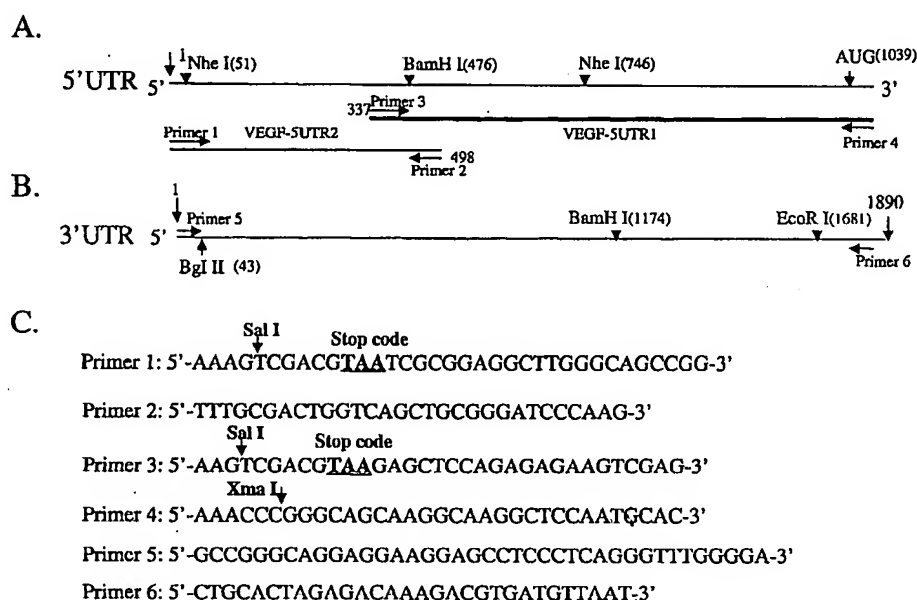 A.
1 Nhe I(51) BamH I(476) Nhe I(746) AUG(1039)
5'UTR 5' 3'
337 Primer 3
Primer 1 VEGF-5UTR2 VEGF-5UTR1 Primer 4
498
Primer 2
B.
1 1890
Primer 5 BamH I(1174) EcoR I(1681)
3'UTR 5'
Primer 6
BgI II (43)
C.
Sal I Stop code
Primer 1: 5'-AAAGTCGACGTAATCGCGGAGGCTTGGGCAGCCGG-3'
Primer 2: 5'-TTTGCGACTGGTCAGCTGCGGGATCCCAAG-3'
Sal I Stop code
Primer 3: 5'-AAGTCGACGTAAGAGCTCCAGAGAGAAGTCGAG-3'
Xma I
Primer 4: 5'-AAACCCGGGCAGCAAGGCAAGGCTCCAATGCAC-3'
Primer 5: 5'-GCCGGGCAGGAGGAAGGAGCCTCCCTCAGGGTTTGGGGA-3'
Primer 6: 5'-CTGCACTAGAGACAAAGACGTGATGTTAAT-3'